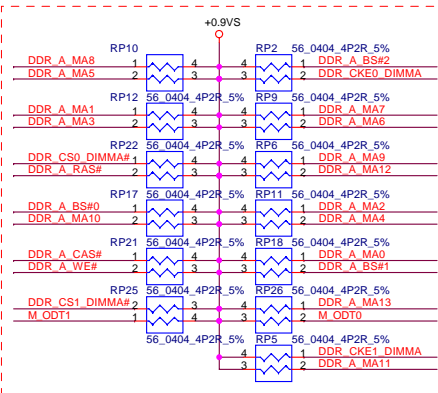 +0.9VS
RP10 RP2 56_0404_4P2R_5%
DDR_A_MA8 1 4 4 1 DDR_A_BS#2
DDR_A_MA5 2 3 3 2 DDR_CKE0_DIMMA
RP12 56_0404_4P2R_5% RP9 56_0404_4P2R_5%
DDR_A_MA1 1 4 4 1 DDR_A_MA7
DDR_A_MA3 2 3 3 2 DDR_A_MA6
RP22 56_0404_4P2R_5% RP6 56_0404_4P2R_5%
DDR_CS0_DIMMA# 1 4 4 1 DDR_A_MA9
DDR_A_RAS# 2 3 3 2 DDR_A_MA12
RP17 56_0404_4P2R_5% RP11 56_0404_4P2R_5%
DDR_A_BS#0 1 4 4 1 DDR_A_MA2
DDR_A_MA10 2 3 3 2 DDR_A_MA4
RP21 56_0404_4P2R_5% RP18 56_0404_4P2R_5%
DDR_A_CAS# 1 4 4 1 DDR_A_MA0
DDR_A_WE# 2 3 3 2 DDR_A_BS#1
RP25 56_0404_4P2R_5% RP26 56_0404_4P2R_5%
DDR_CS1_DIMMA# 2 3 4 1 DDR_A_MA13
M_ODT1 1 4 3 2 M_ODT0
56_0404_4P2R_5% RP5 56_0404_4P2R_5%
4 1 DDR_CKE1_DIMMA
3 2 DDR_A_MA11